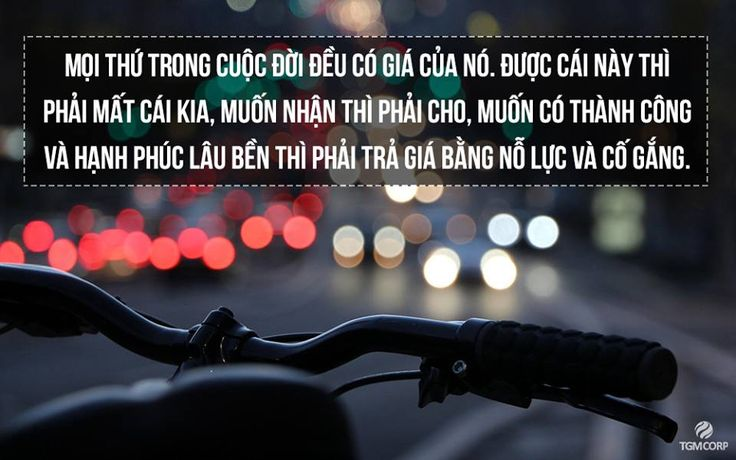 MỌI THỨ TRONG CUỘC ĐỜI ĐỀU CÓ GIÁ CỦA NÓ. ĐƯỢC CÁI NÀY THÌ
PHẢI MẤT CÁI KIA, MUỐN NHẬN THÌ PHẢI CHO, MUỐN CÓ THÀNH CÔNG
VÀ HẠNH PHÚC LÂU BỀN THÌ PHẢI TRẢ GIÁ BẰNG NỖ LỰC VÀ CỐ GẮNG.
TGM CORP